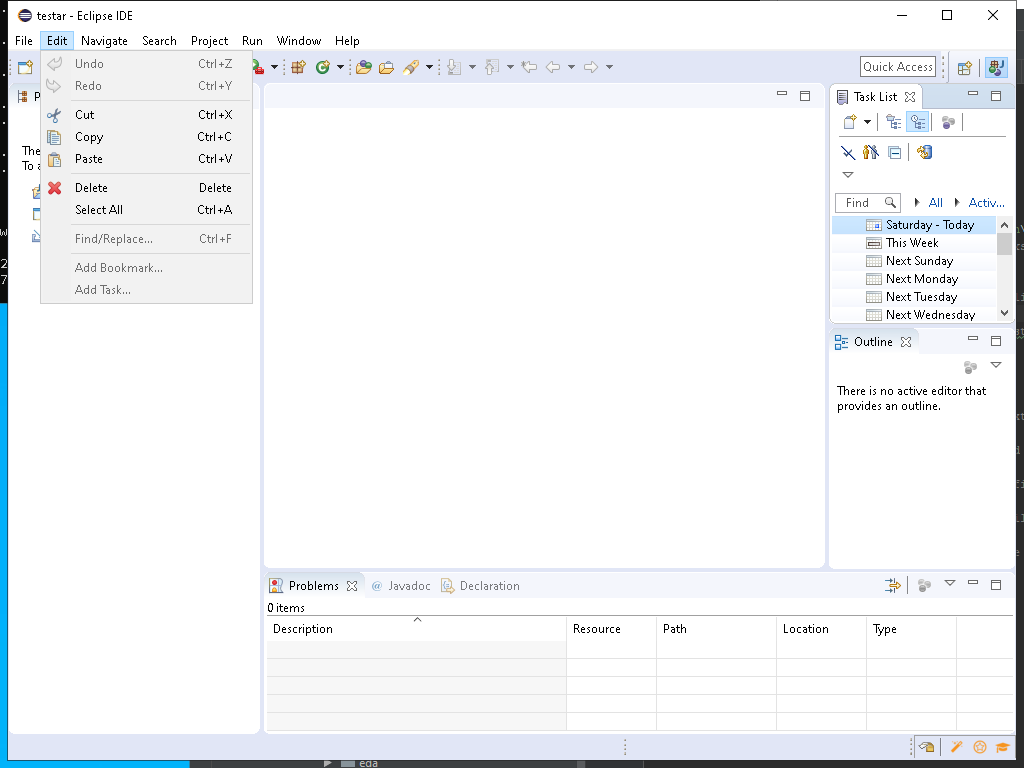 testar - Eclipse IDE
File Edit Navigate Search Project Run Window Help
Undo Ctrl+Z
Redo Ctrl+Y
Cut Ctrl+X
Copy Ctrl+C
Paste Ctrl+V
Delete Delete
Select All Ctrl+A
Find/Replace... Ctrl+F
Add Bookmark...
Add Task...
P
The
To a
Quick Access
Task List
Find All Activ...
Saturday - Today
This Week
Next Sunday
Next Monday
Next Tuesday
Next Wednesday
Outline
There is no active editor that
provides an outline.
Problems @ Javadoc Declaration
0 items
Description Resource Path Location Type
eda